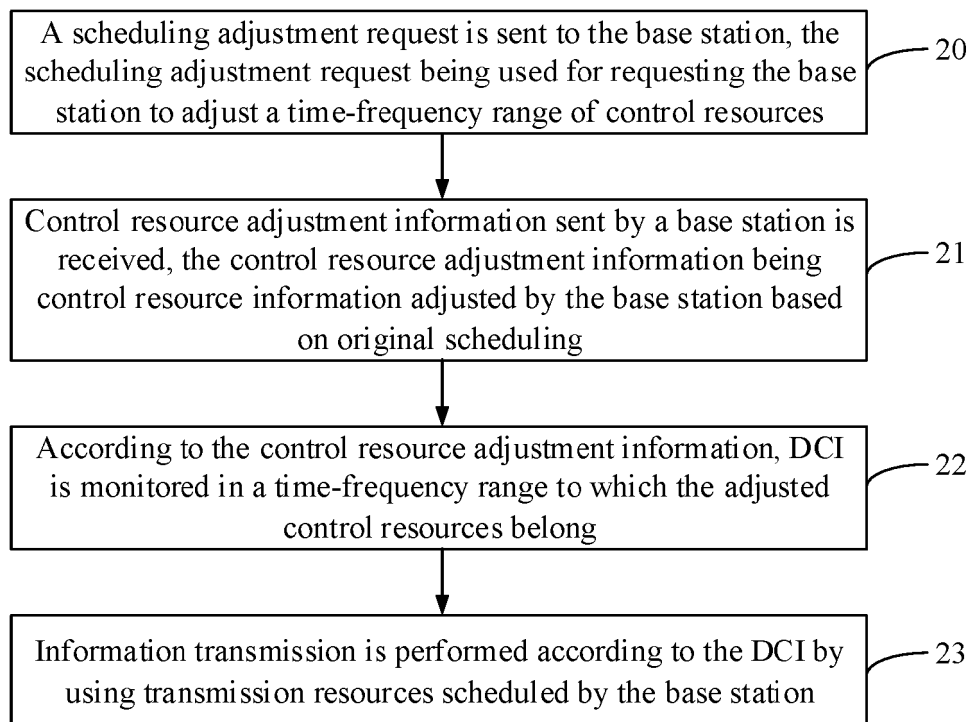 A scheduling adjustment request is sent to the base station, the
scheduling adjustment request being used for requesting the base
station to adjust a time-frequency range of control resources
20
Control resource adjustment information sent by a base station is
received, the control resource adjustment information being
control resource information adjusted by the base station based
on original scheduling
21
According to the control resource adjustment information, DCI
is monitored in a time-frequency range to which the adjusted
control resources belong
22
Information transmission is performed according to the DCI by
using transmission resources scheduled by the base station
23